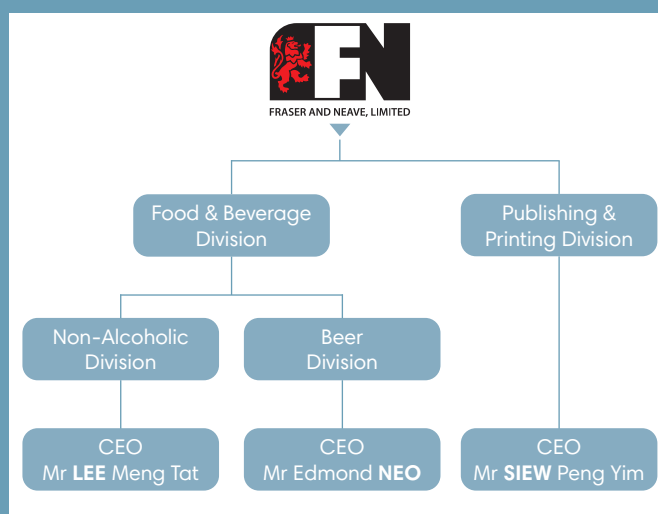 FN
FRASER AND NEAVE, LIMITED
Food & Beverage
Division
Publishing &
Printing Division
Non-Alcoholic
Division
Beer
Division
CEO
Mr LEE Meng Tat
CEO
Mr Edmond NEO
CEO
Mr SIEW Peng Yim